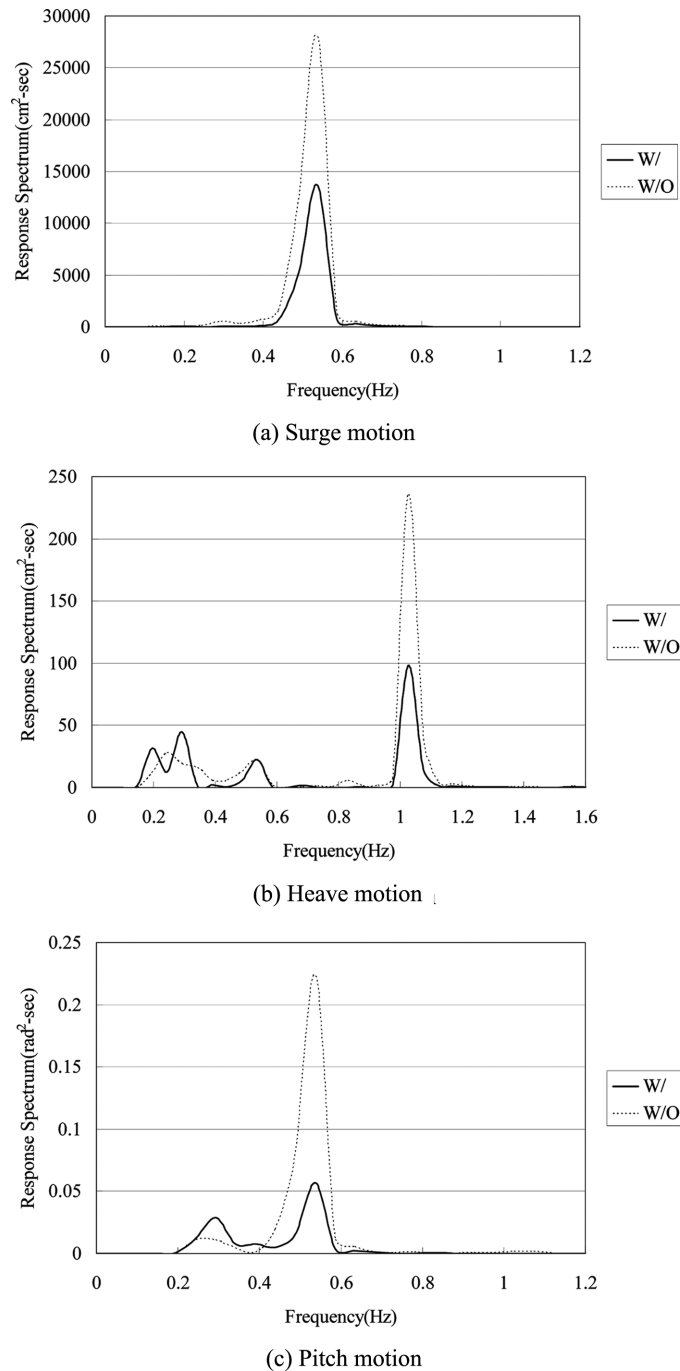 30000
25000
20000
15000
10000
5000
0
Response Spectrum(cm²-sec)
0 0.2 0.4 0.6 0.8 1 1.2
Frequency(Hz)
W/
W/O
(a) Surge motion
250
200
150
100
50
0
Response Spectrum(cm²-sec)
0 0.2 0.4 0.6 0.8 1 1.2 1.4 1.6
Frequency(Hz)
W/
W/O
(b) Heave motion
0.25
0.2
0.15
0.1
0.05
0
Response Spectrum(rad²-sec)
0 0.2 0.4 0.6 0.8 1 1.2
Frequency(Hz)
W/
W/O
(c) Pitch motion